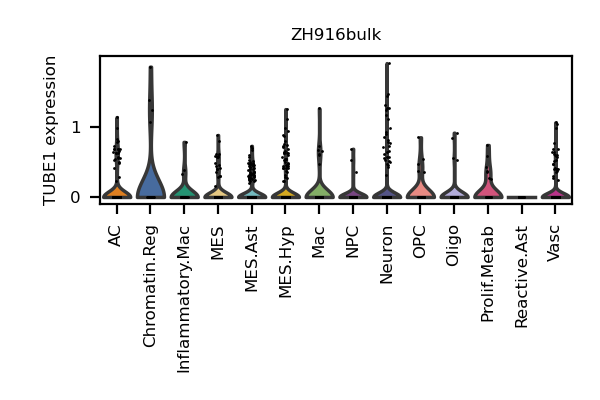 ZH916bulk
TUBE1 expression
1
0
AC
Chromatin.Reg
Inflammatory.Mac
MES
MES.Ast
MES.Hyp
Mac
NPC
Neuron
OPC
Oligo
Prolif.Metab
Reactive.Ast
Vasc